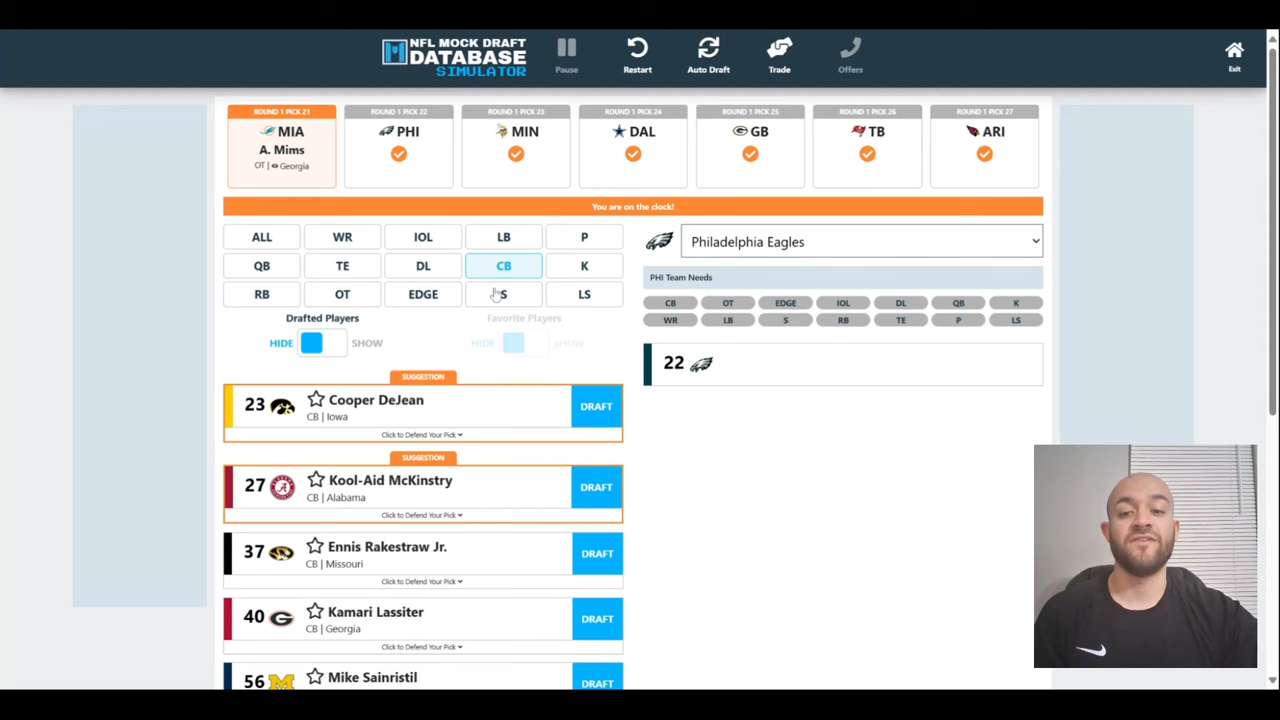 NFL MOCK DRAFT
DATABASE
SIMULATOR
Pause
Restart
Auto Draft
Trade
Offers
Exit
ROUND 1 PICK 21
MIA
A. Mims
OT | Georgia
ROUND 1 PICK 22
PHI
ROUND 1 PICK 23
MIN
ROUND 1 PICK 24
DAL
ROUND 1 PICK 25
GB
ROUND 1 PICK 26
TB
ROUND 1 PICK 27
ARI
You are on the clock!
ALL WR IOL LB P
QB TE DL CB K
RB OT EDGE S LS
Drafted Players
HIDE SHOW
Favorite Players
HIDE SHOW
SUGGESTION
23 Cooper DeJean
CB | Iowa
DRAFT
Click to Defend Your Pick
SUGGESTION
27 Kool-Aid McKinstry
CB | Alabama
DRAFT
Click to Defend Your Pick
37 Ennis Rakestraw Jr.
CB | Missouri
DRAFT
Click to Defend Your Pick
40 Kamari Lassiter
CB | Georgia
DRAFT
Click to Defend Your Pick
56 Mike Sainristil
DRAFT
Philadelphia Eagles
PHI Team Needs
CB OT EDGE IOL DL QB K
WR LB S RB TE P LS
22